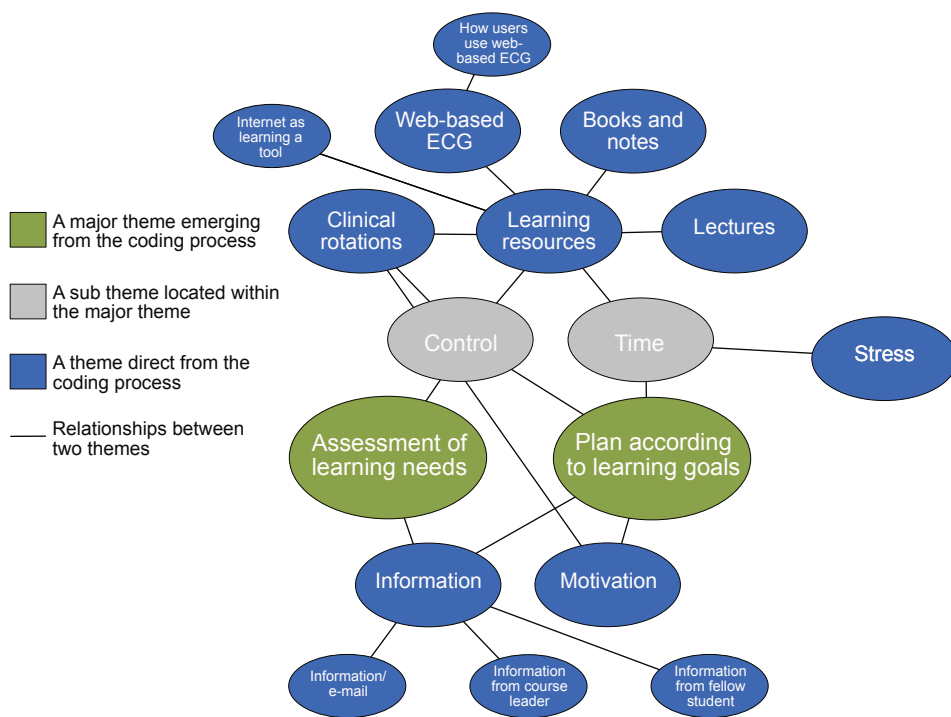 How users
use web-
based ECG
Internet as
learning a
tool
Web-based
ECG
Books and
notes
Clinical
rotations
Learning
resources
Lectures
A major theme emerging
from the coding process
A sub theme located within
the major theme
A theme direct from the
coding process
Relationships between
two themes
Control
Time
Stress
Assessment of
learning needs
Plan according
to learning goals
Information
Motivation
Information/
e-mail
Information
from course
leader
Information
from fellow
student